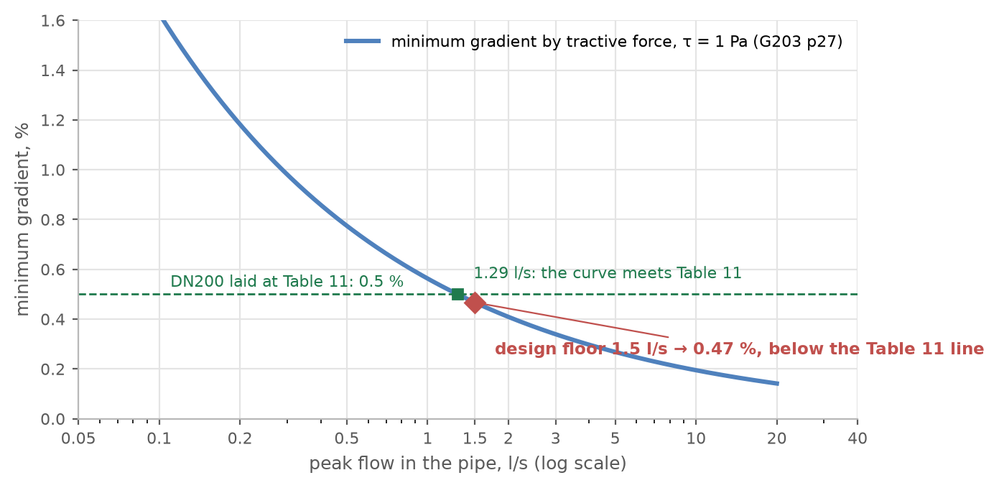 minimum gradient by tractive force, τ = 1 Pa (G203 p27)
1.6
1.4
1.2
1.0
0.8
0.6
0.4
0.2
0.0
minimum gradient, %
DN200 laid at Table 11: 0.5 %
1.29 l/s: the curve meets Table 11
design floor 1.5 l/s → 0.47 %, below the Table 11 line
0.05 0.1 0.2 0.5 1 1.5 2 3 5 10 20 40
peak flow in the pipe, l/s (log scale)